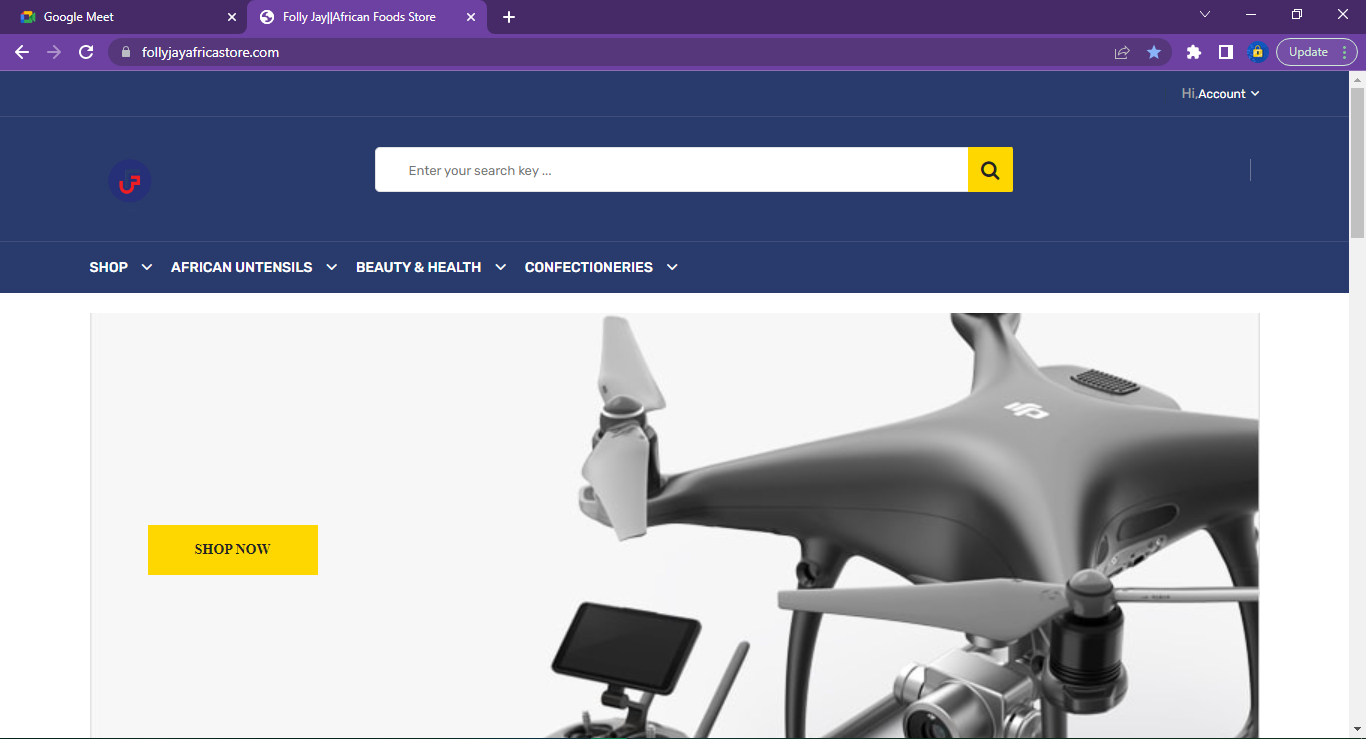 Google Meet
Folly Jay||African Foods Store
follyjayafricastore.com
Update
Hi,Account
Enter your search key ...
SHOP
AFRICAN UNTENSILS
BEAUTY & HEALTH
CONFECTIONERIES
SHOP NOW
dji